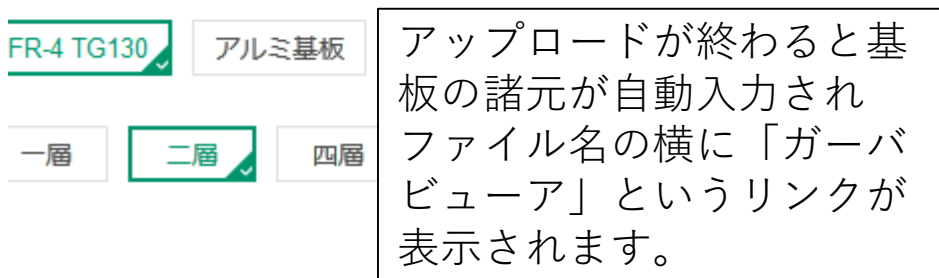 FR-4 TG130 アルミ基板
一層 二層 四層
アップロードが終わると基
板の諸元が自動入力され
ファイル名の横に「ガーバ
ビューア」というリンクが
表示されます。